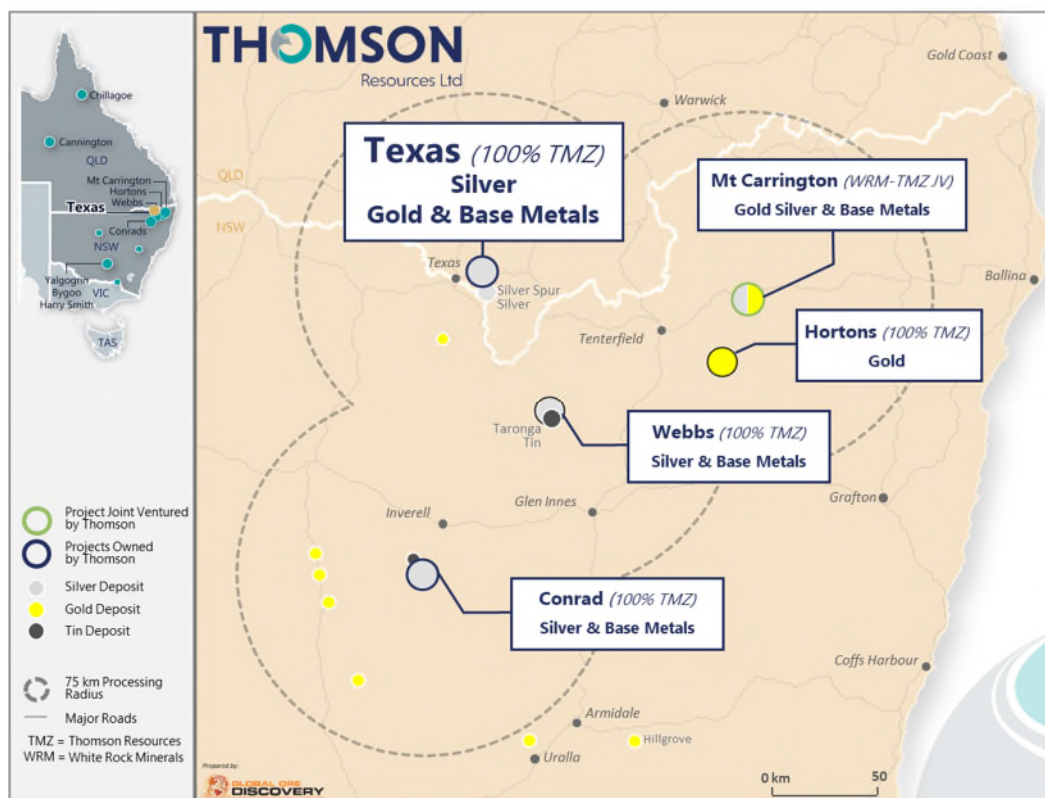 THOMSON
Resources Ltd
Chillagoe
Cannington
QLD
Mt Carrington
Hortons
Webbs
Texas
Conrads
NSW
Yalgogrin
Bygoo
Harry Smith
VIC
TAS
Project Joint Ventured
by Thomson
Projects Owned
by Thomson
Silver Deposit
Gold Deposit
Tin Deposit
75 km Processing
Radius
Major Roads
TMZ = Thomson Resources
WRM = White Rock Minerals
Gold Coast
Warwick
Texas (100% TMZ)
Silver
Gold & Base Metals
Mt Carrington (WRM-TMZ JV)
Gold Silver & Base Metals
QLD
NSW
Texas
Silver Spur
Silver
Ballina
Tenterfield
Hortons (100% TMZ)
Gold
Taronga
Tin
Webbs (100% TMZ)
Silver & Base Metals
Glen Innes
Grafton
Inverell
Conrad (100% TMZ)
Silver & Base Metals
Coffs Harbour
Armidale
Hillgrove
Uralla
Prepared by:
GLOBAL ORE
DISCOVERY
0 km 50